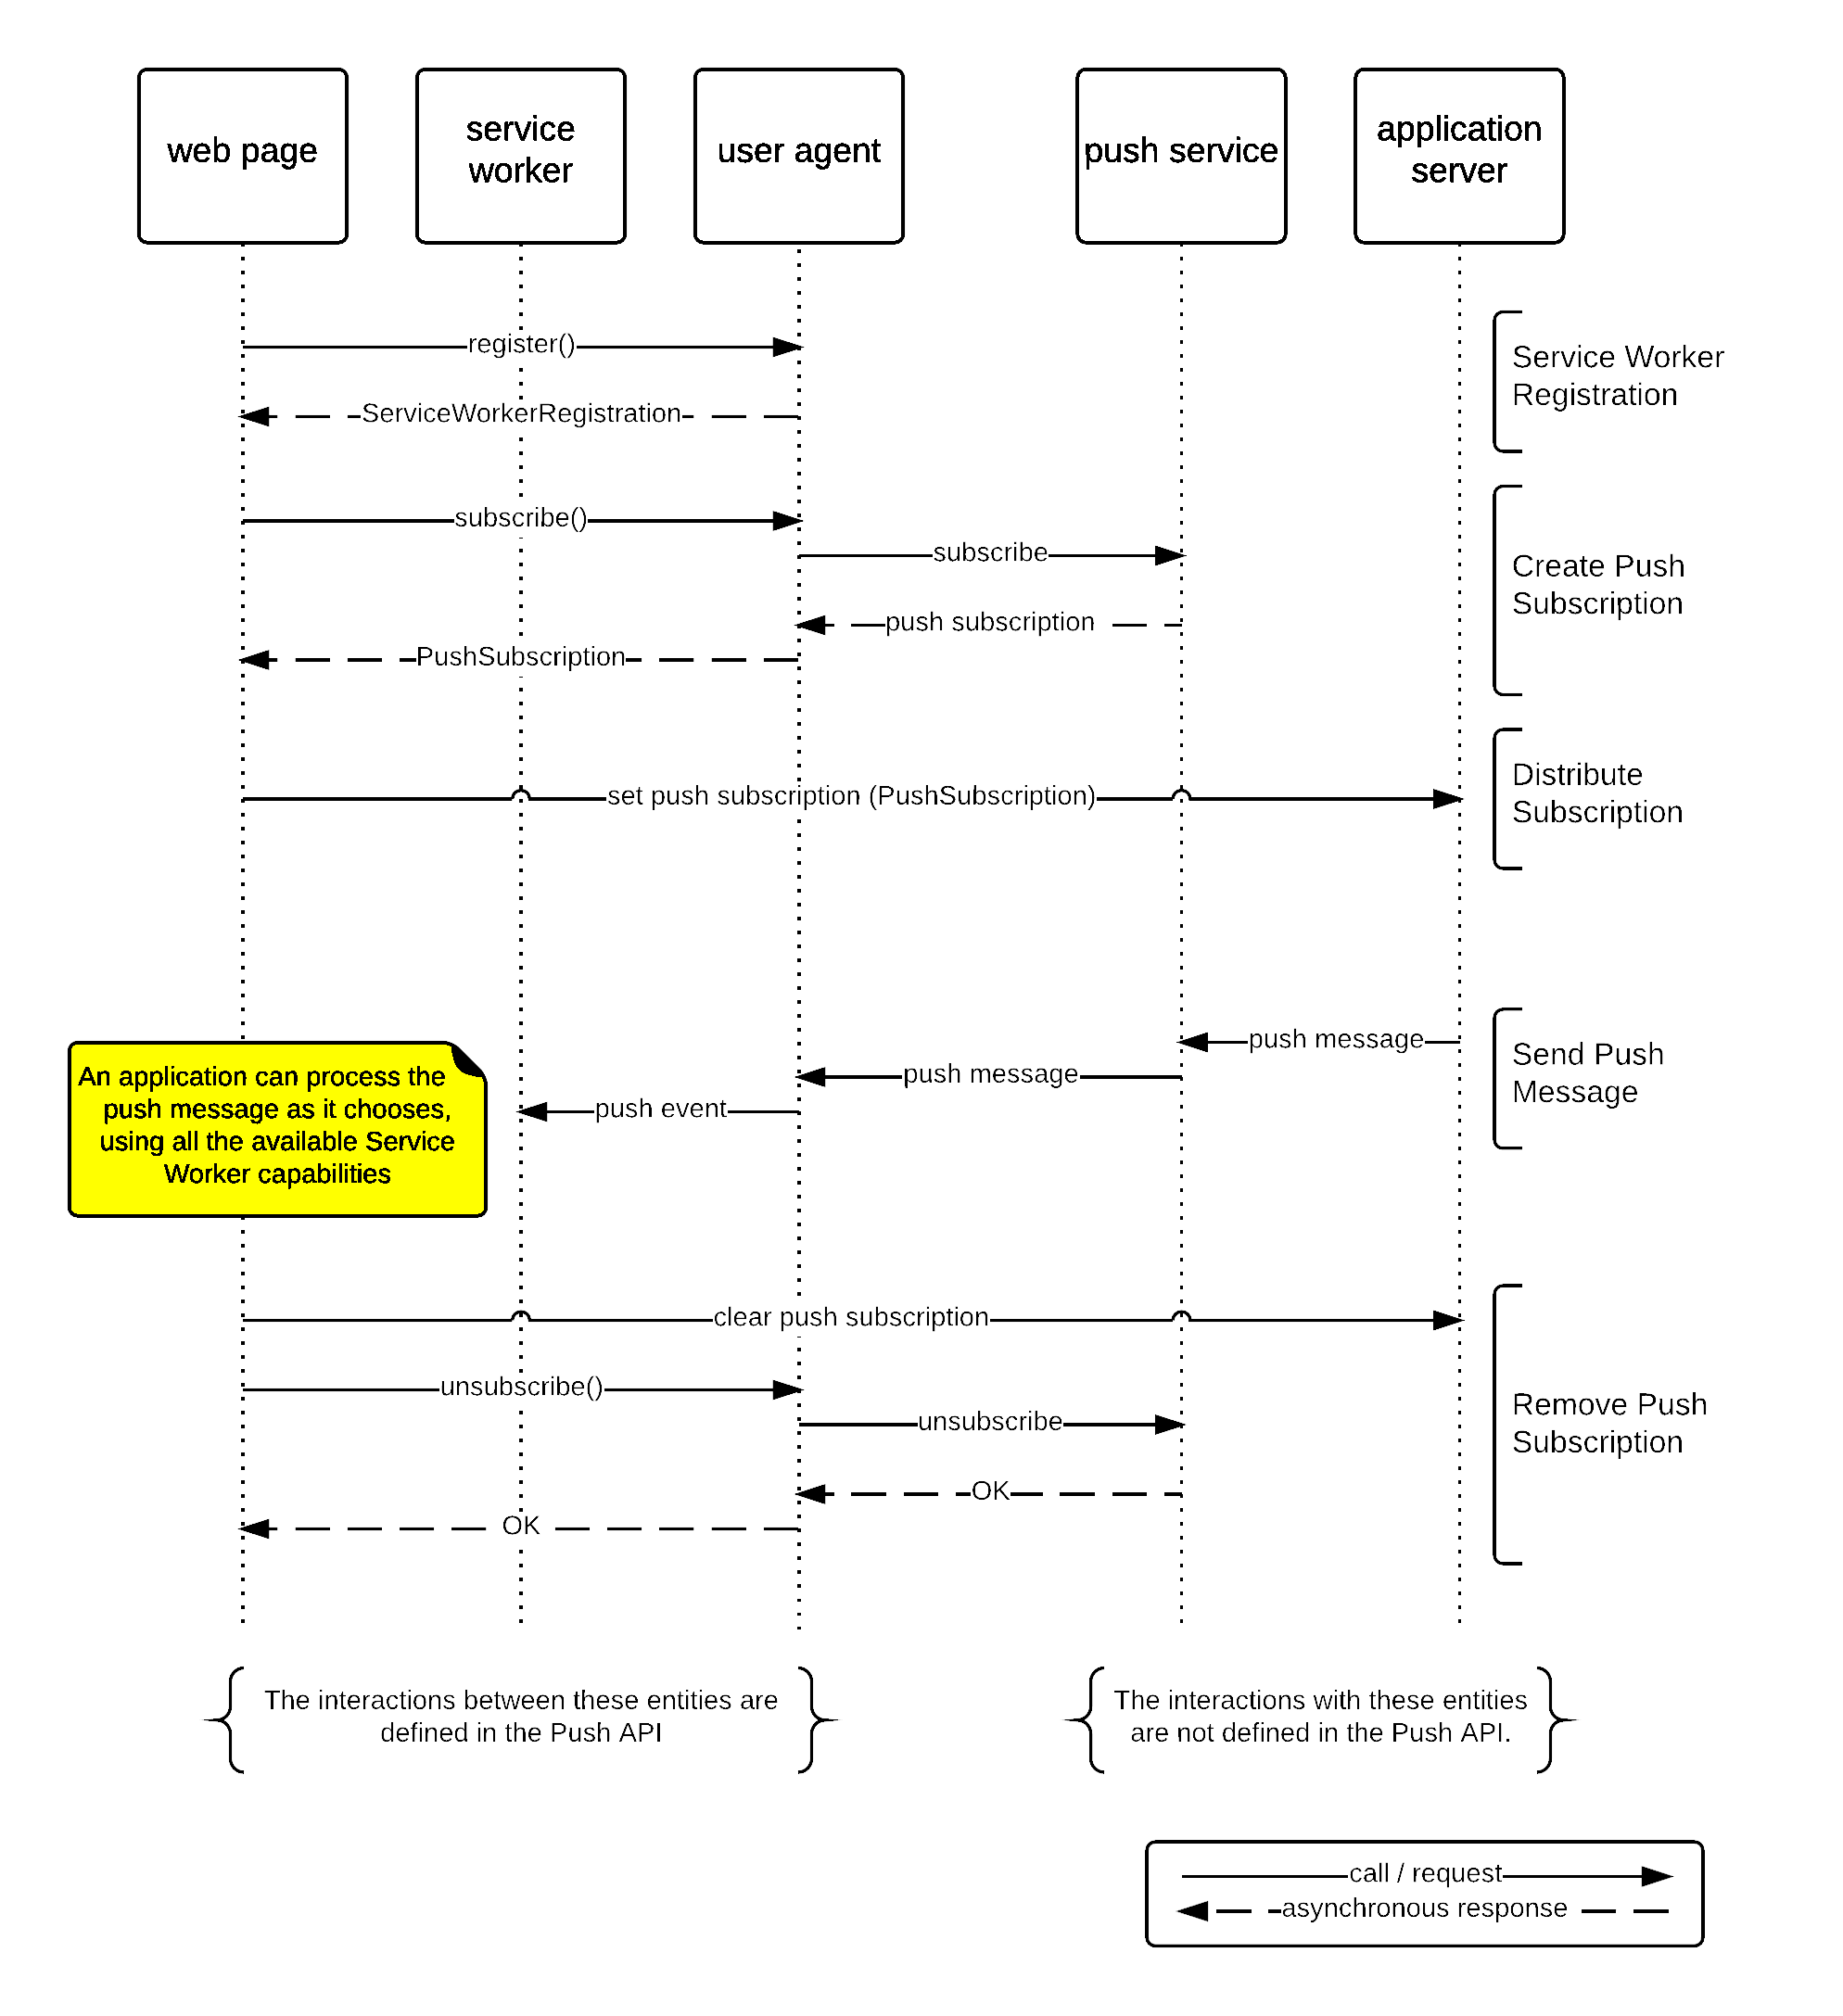 web page
service
worker
user agent
push service
application
server
register()
Service Worker
Registration
ServiceWorkerRegistration
subscribe()
subscribe
Create Push
Subscription
push subscription
PushSubscription
set push subscription (PushSubscription)
Distribute
Subscription
push message
Send Push
Message
push message
push event
An application can process the
push message as it chooses,
using all the available Service
Worker capabilities
clear push subscription
unsubscribe()
unsubscribe
Remove Push
Subscription
OK
OK
The interactions between these entities are
defined in the Push API
The interactions with these entities
are not defined in the Push API.
call / request
asynchronous response